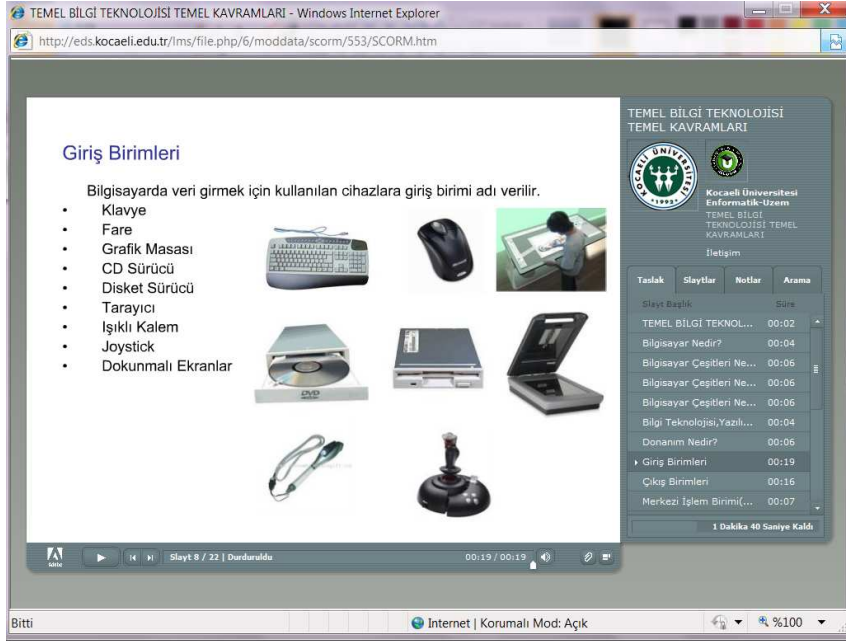 TEMEL BİLGİ TEKNOLOJİSİ TEMEL KAVRAMLARI - Windows Internet Explorer
http://eds.kocaeli.edu.tr/lms/file.php/6/moddata/scorm/553/SCORM.htm
Giriş Birimleri
Bilgisayarda veri girmek için kullanılan cihazlara giriş birimi adı verilir.
• Klavye
• Fare
• Grafik Masası
• CD Sürücü
• Disket Sürücü
• Tarayıcı
• Işıklı Kalem
• Joystick
• Dokunmalı Ekranlar
DVD
TEMEL BİLGİ TEKNOLOJİSİ
TEMEL KAVRAMLARI
KOCAELİ ÜNİVERSİTESİ
1992
Kocaeli Üniversitesi
Enformatik-Uzem
TEMEL BİLGİ
TEKNOLOJİSİ TEMEL
KAVRAMLARI
İletişim
Taslak Slaytlar Notlar Arama
Slayt Başlık Süre
TEMEL BİLGİ TEKNOL... 00:02
Bilgisayar Nedir? 00:04
Bilgisayar Çeşitleri Ne... 00:06
Bilgisayar Çeşitleri Ne... 00:06
Bilgisayar Çeşitleri Ne... 00:06
Bilgi Teknolojisi,Yazılı... 00:04
Donanım Nedir? 00:06
Giriş Birimleri 00:19
Çıkış Birimleri 00:16
Merkezi İşlem Birimi(... 00:07
1 Dakika 40 Saniye Kaldı
Slayt 8 / 22 | Durduruldu
00:19 / 00:19
Bitti
Internet | Korumalı Mod: Açık
%100